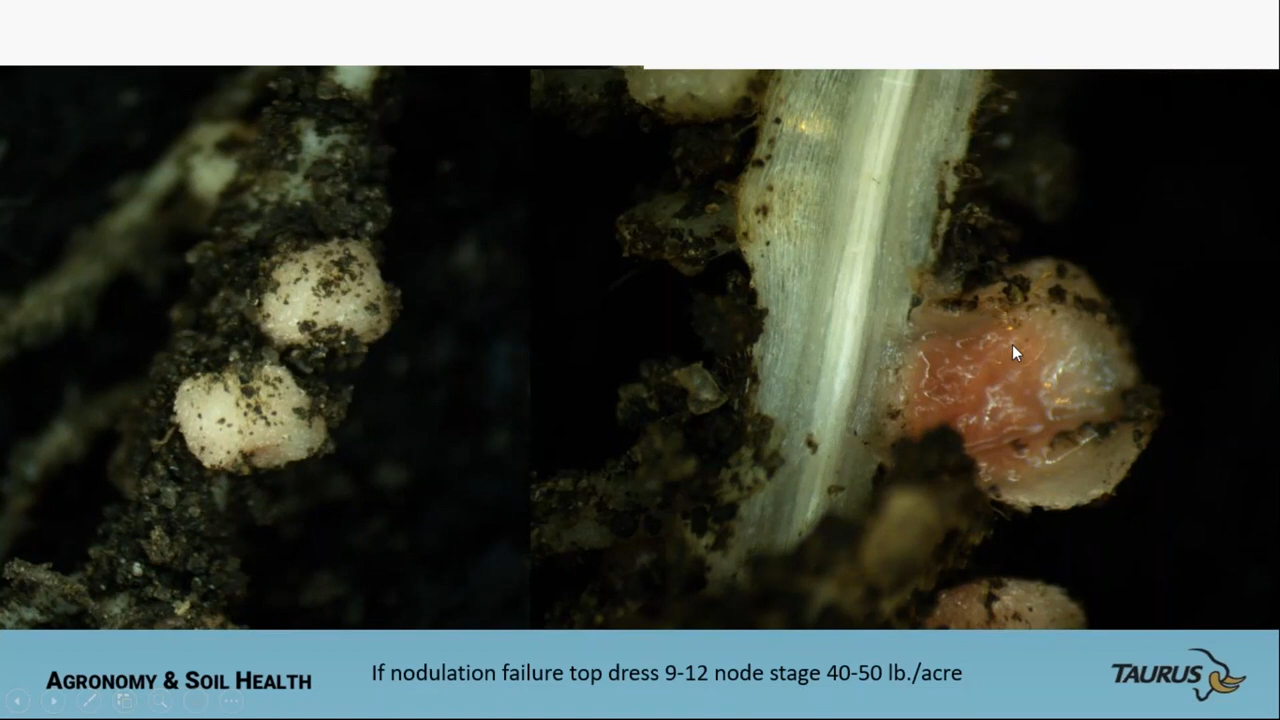 AGRONOMY & SOIL HEALTH
If nodulation failure top dress 9-12 node stage 40-50 lb./acre
TAURUS